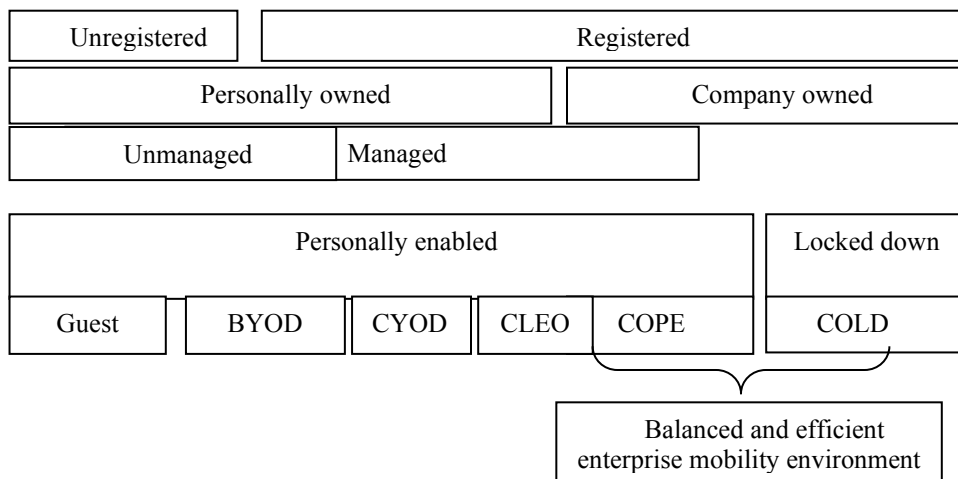 Unregistered Registered
Personally owned Company owned
Unmanaged Managed
Personally enabled Locked down
Guest BYOD CYOD CLEO COPE COLD
Balanced and efficient
enterprise mobility environment